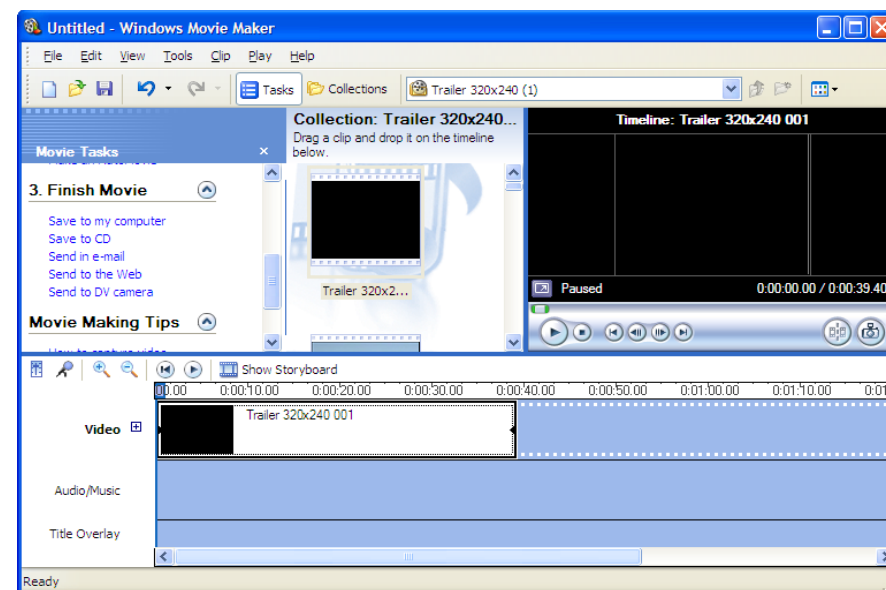 Untitled - Windows Movie Maker
File Edit View Tools Clip Play Help
Tasks Collections Trailer 320x240 (1)
Movie Tasks ×
3. Finish Movie
Save to my computer
Save to CD
Send in e-mail
Send to the Web
Send to DV camera
Movie Making Tips
How to capture video
Collection: Trailer 320x240...
Drag a clip and drop it on the timeline
below.
Trailer 320x2...
Timeline: Trailer 320x240 001
Paused 0:00:00.00 / 0:00:39.40
Show Storyboard
0:00:10.00 0:00:20.00 0:00:30.00 0:00:40.00 0:00:50.00 0:01:00.00 0:01:10.00
Video
Trailer 320x240 001
Audio/Music
Title Overlay
Ready